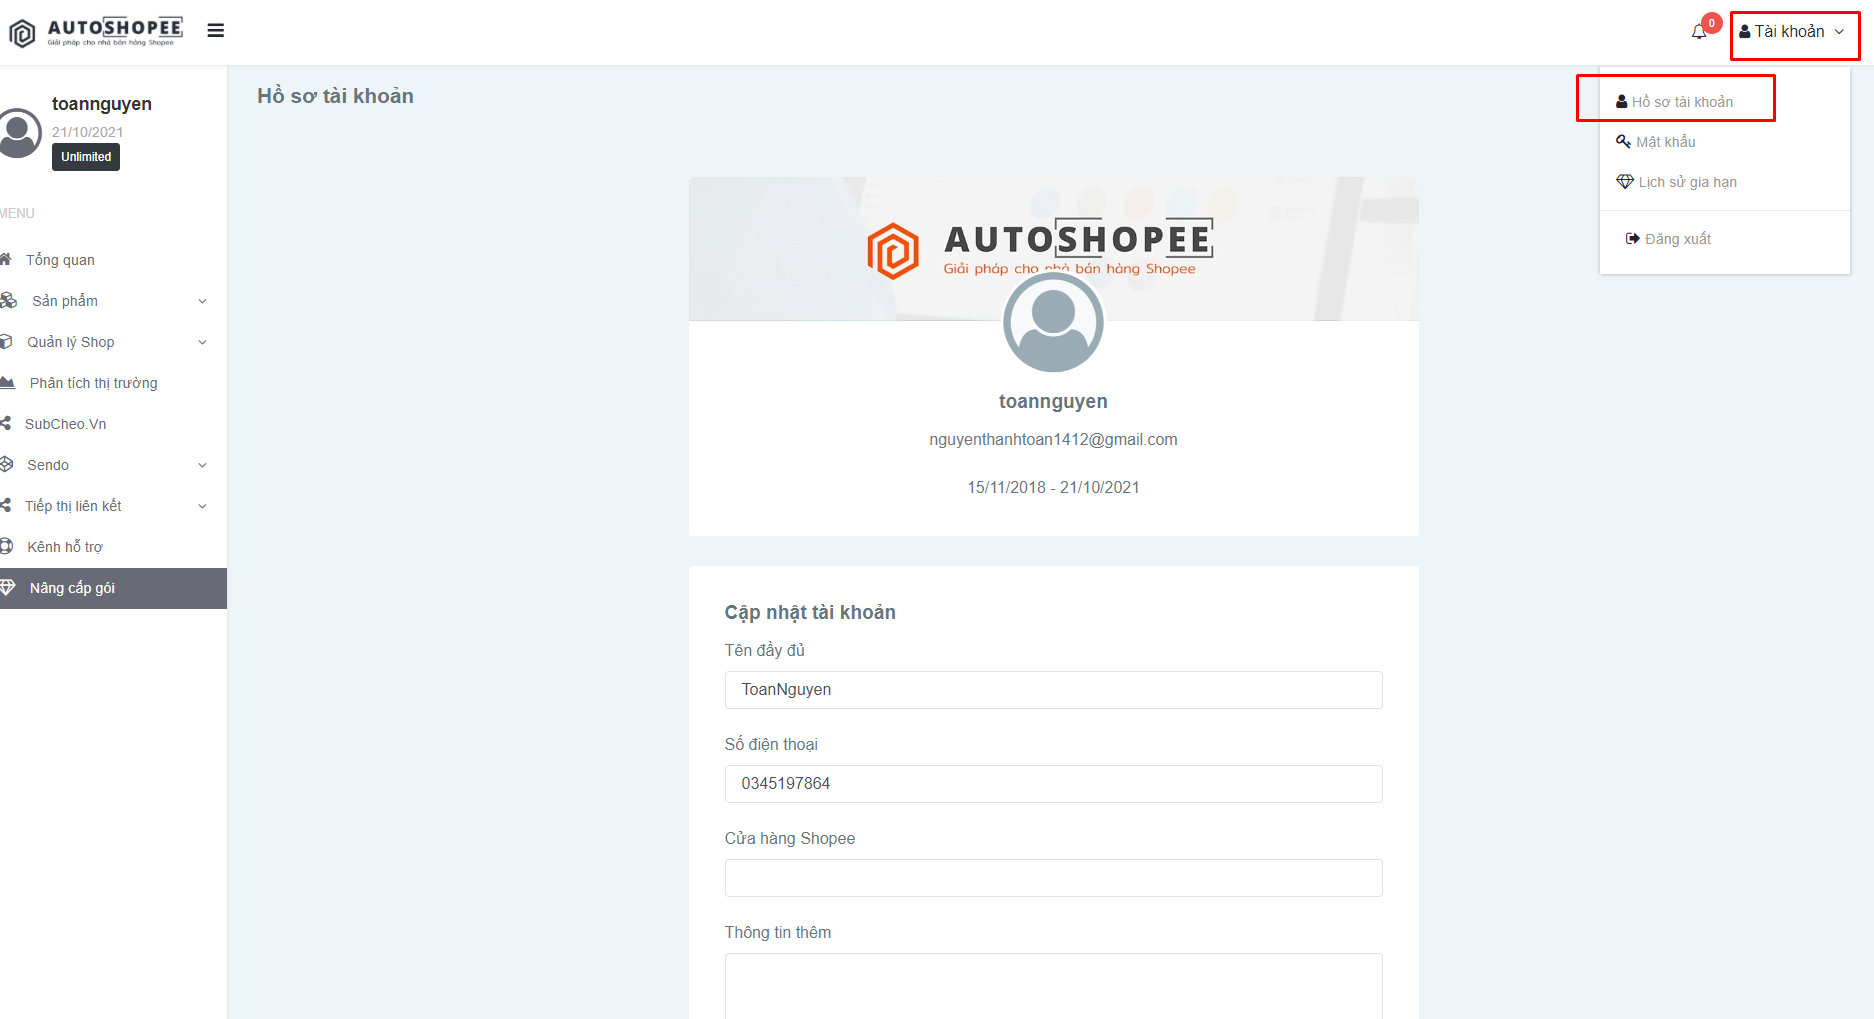 AUTOSHOPEE
Giải pháp cho nhà bán hàng Shopee
0
Tài khoản
toannguyen
21/10/2021
Unlimited
MENU
Tổng quan
Sản phẩm
Quản lý Shop
Phân tích thị trường
SubCheo.Vn
Sendo
Tiếp thị liên kết
Kênh hỗ trợ
Nâng cấp gói
Hồ sơ tài khoản
Hồ sơ tài khoản
Mật khẩu
Lịch sử gia hạn
Đăng xuất
AUTOSHOPEE
Giải pháp cho nhà bán hàng Shopee
toannguyen
nguyenthanhtoan1412@gmail.com
15/11/2018 - 21/10/2021
Cập nhật tài khoản
Tên đầy đủ
ToanNguyen
Số điện thoại
0345197864
Cửa hàng Shopee
Thông tin thêm